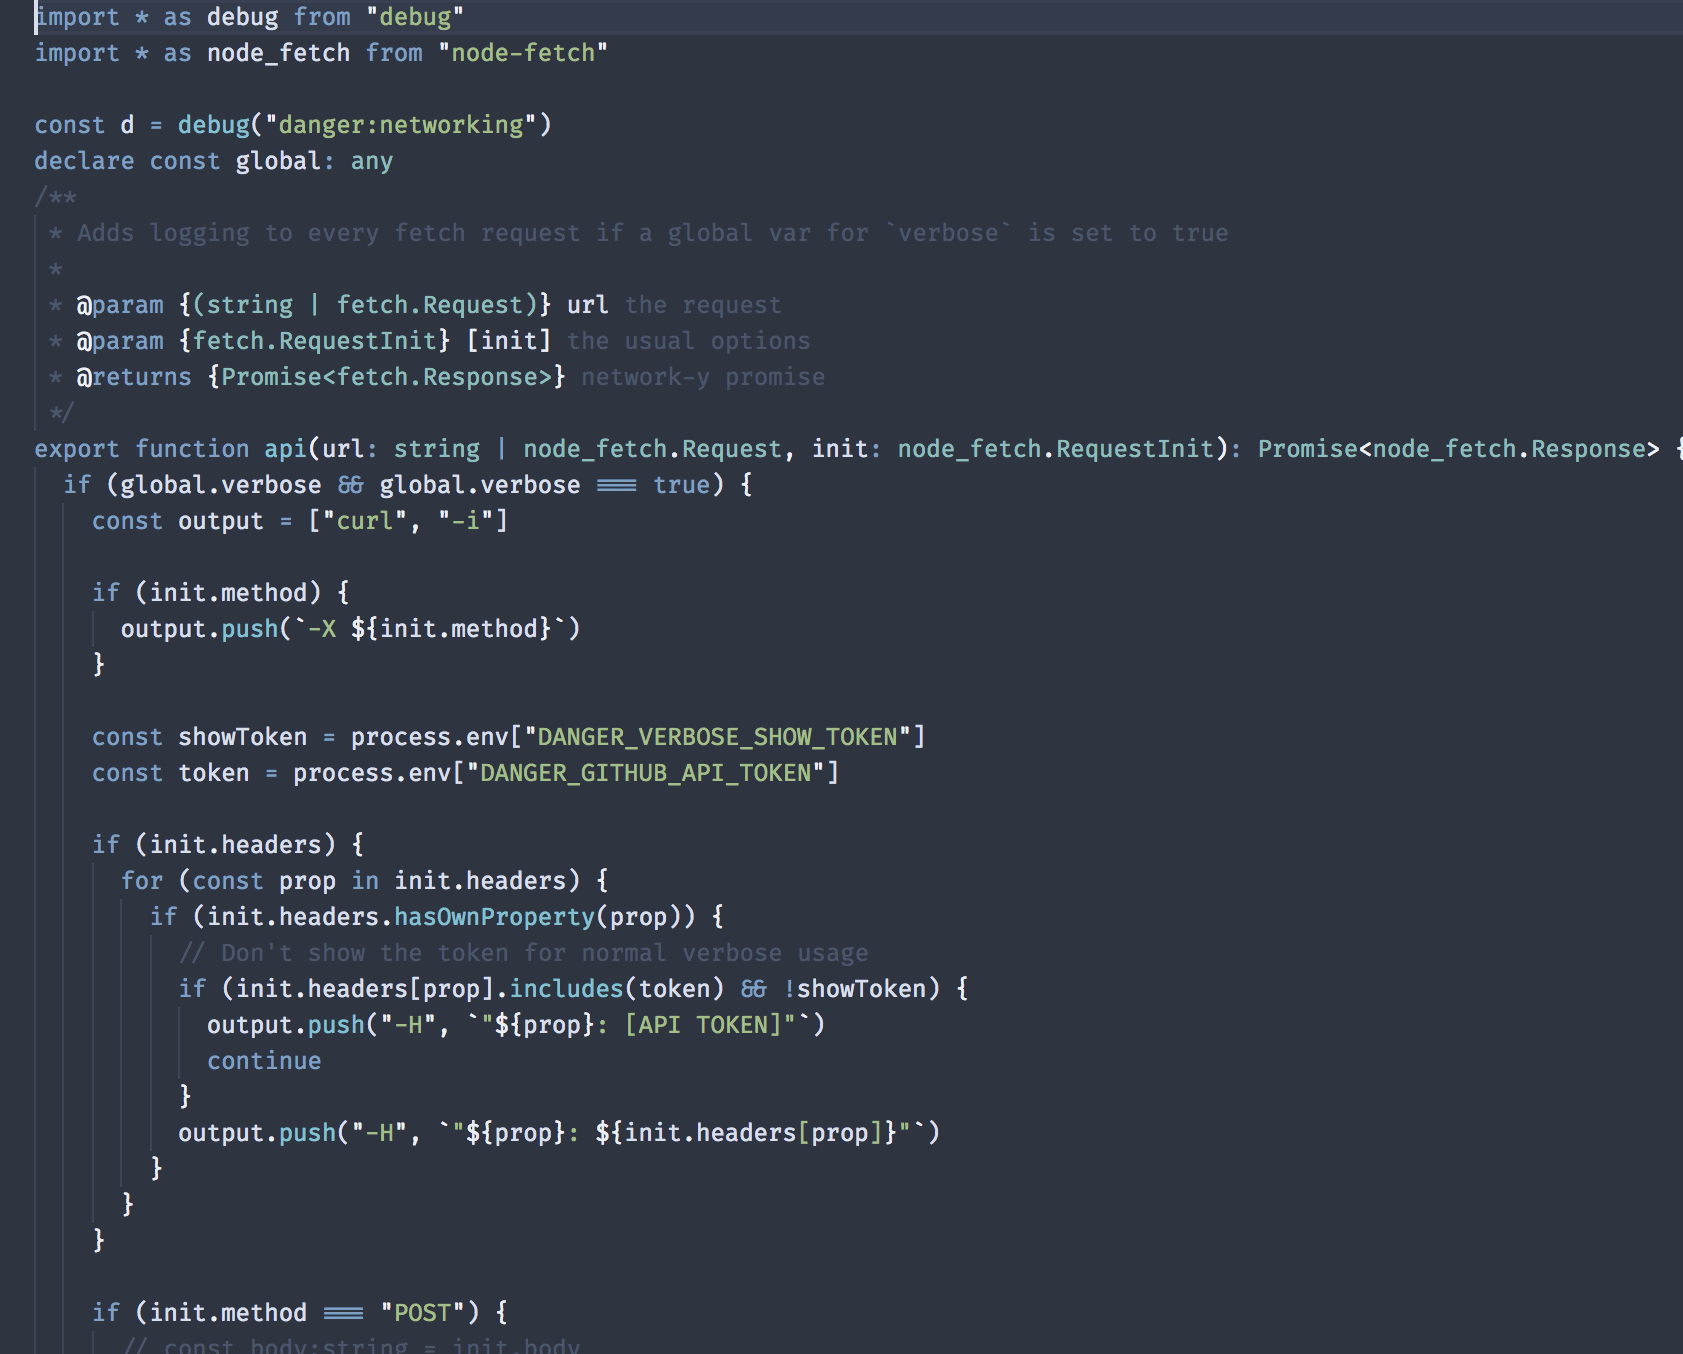 import * as debug from "debug"
import * as node_fetch from "node-fetch"

const d = debug("danger:networking")
declare const global: any
/**
 * Adds logging to every fetch request if a global var for `verbose` is set to true
 *
 * @param {(string | fetch.Request)} url the request
 * @param {fetch.RequestInit} [init] the usual options
 * @returns {Promise<fetch.Response>} network-y promise
 */
export function api(url: string | node_fetch.Request, init: node_fetch.RequestInit): Promise<node_fetch.Response> {
  if (global.verbose && global.verbose === true) {
    const output = ["curl", "-i"]

    if (init.method) {
      output.push(`-X ${init.method}`)
    }

    const showToken = process.env["DANGER_VERBOSE_SHOW_TOKEN"]
    const token = process.env["DANGER_GITHUB_API_TOKEN"]

    if (init.headers) {
      for (const prop in init.headers) {
        if (init.headers.hasOwnProperty(prop)) {
          // Don't show the token for normal verbose usage
          if (init.headers[prop].includes(token) && !showToken) {
            output.push("-H", `"${prop}: [API TOKEN]"`)
            continue
          }
          output.push("-H", `"${prop}: ${init.headers[prop]}"`)
        }
      }
    }

    if (init.method === "POST") {
      // const body:string = init.body